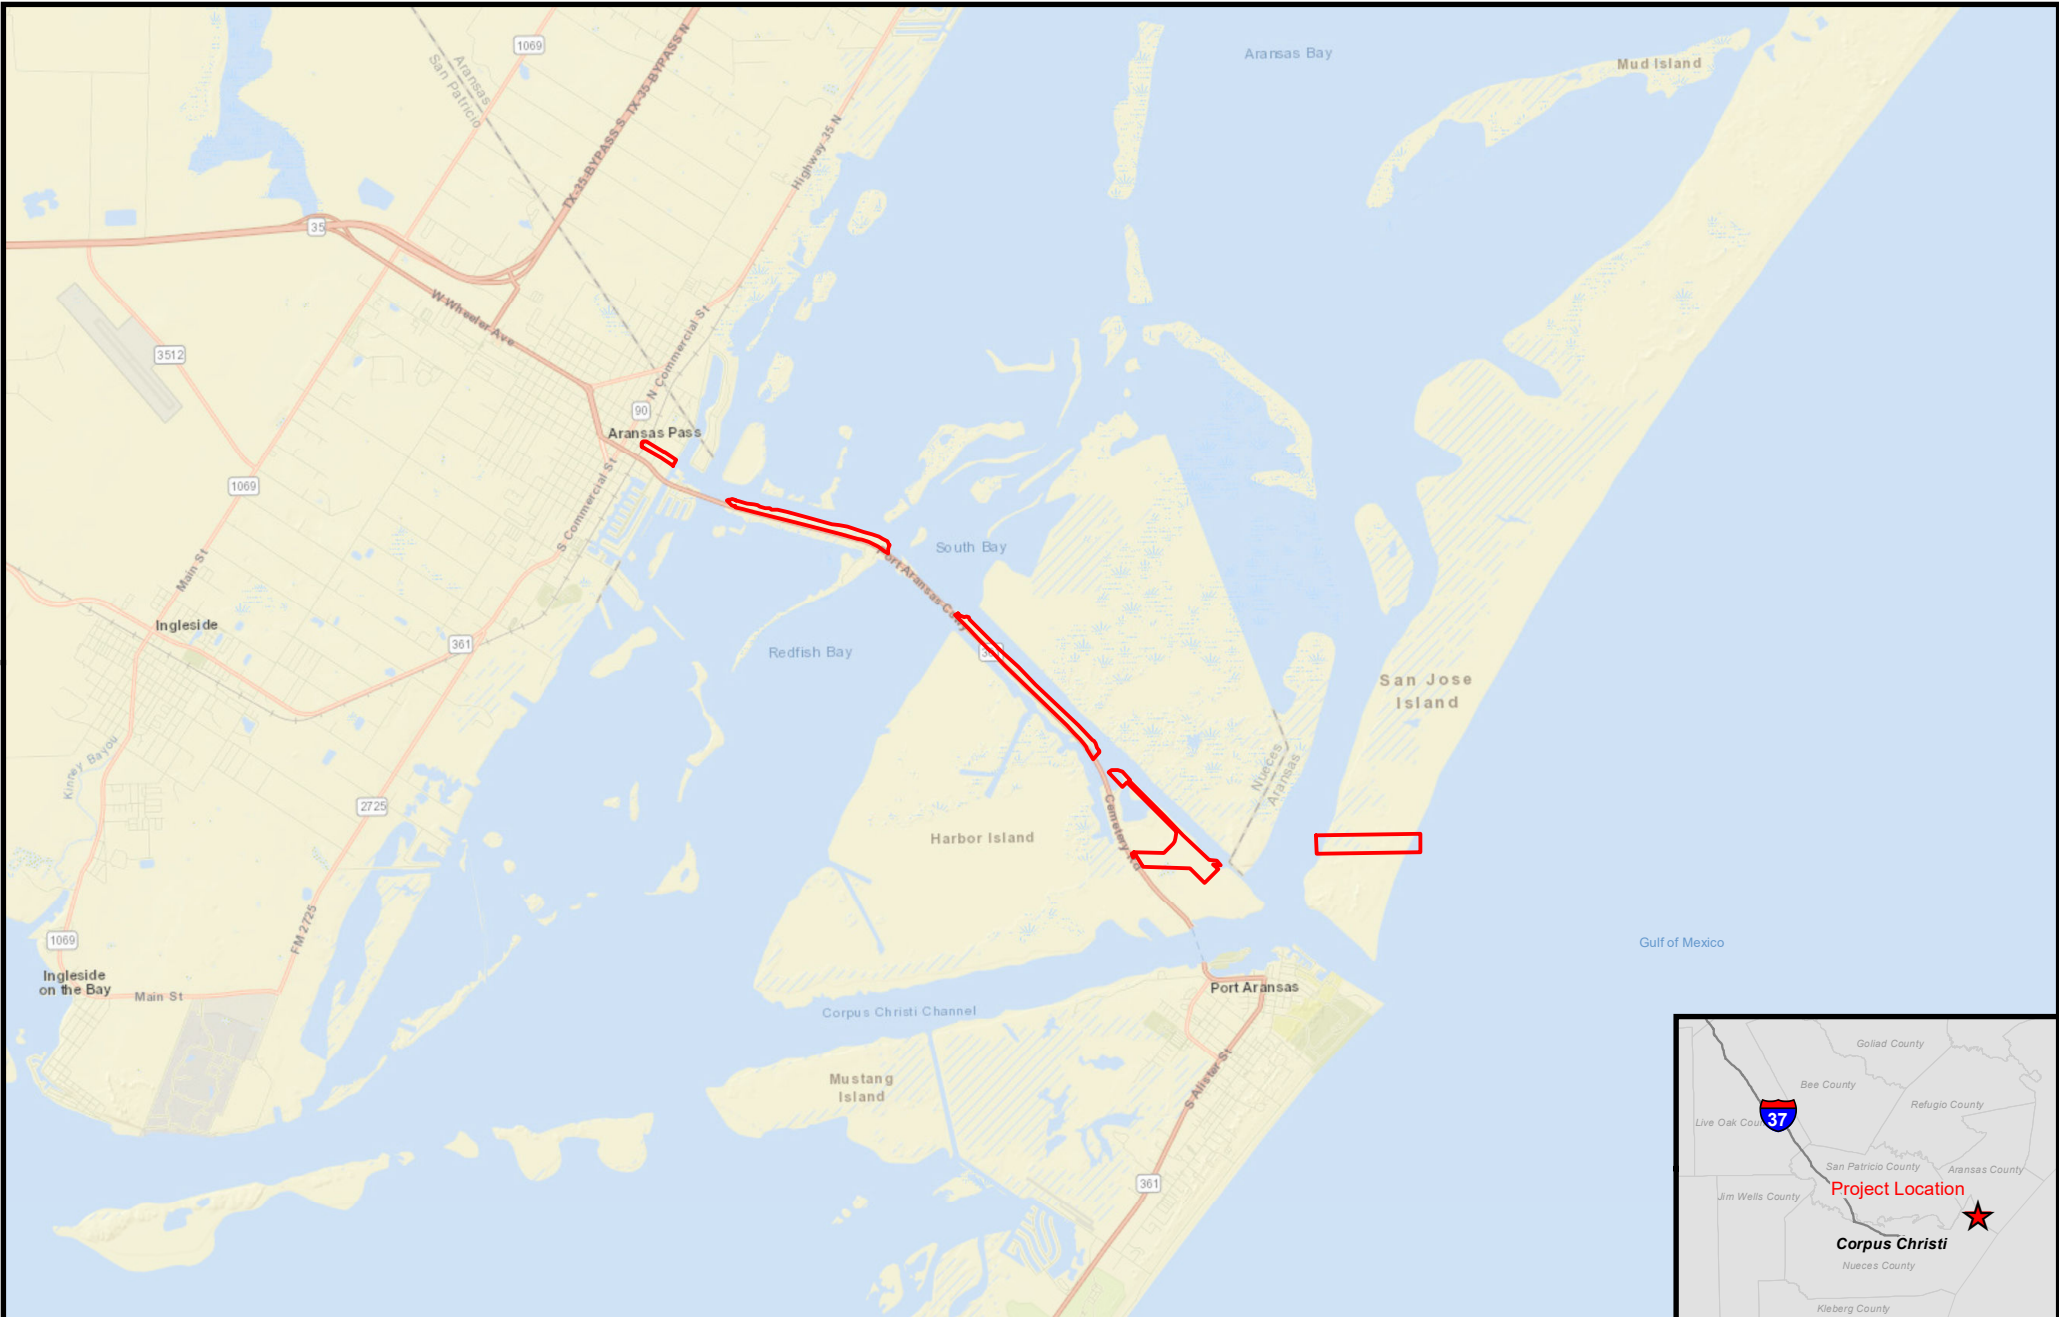 1069
Aransas
San Patricio
TX-35 BYPASS S
TX-35 BYPASS N
Highway 35 N
Aransas Bay
Mud Island
35
W Wheeler Ave
N Commercial St
3512
90
Aransas Pass
1069
S Commercial St
South Bay
Port Aransas
Main St
Ingleside
361
Redfish Bay
San Jose
Island
Kinney Bayou
2725
Nueces
Aransas
Harbor Island
Cemetery Rd
FM 2725
1069
Gulf of Mexico
Ingleside
on the Bay
Main St
Port Aransas
Corpus Christi Channel
Mustang
Island
S Alister St
361
Goliad County
Bee County
Refugio County
37
Live Oak Cou
San Patricio County
Aransas County
Project Location
Jim Wells County
Corpus Christi
Nueces County
Kleberg County